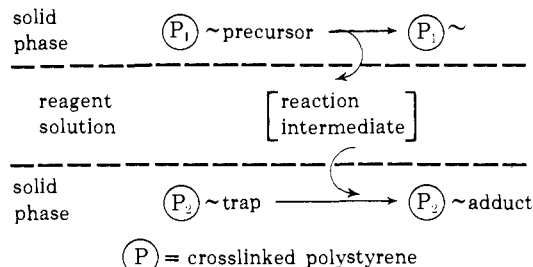 solid phase P₁ ~precursor P₁ ~
reagent solution [reaction intermediate]
solid phase P₂ ~trap P₂ ~adduct
P = crosslinked polystyrene